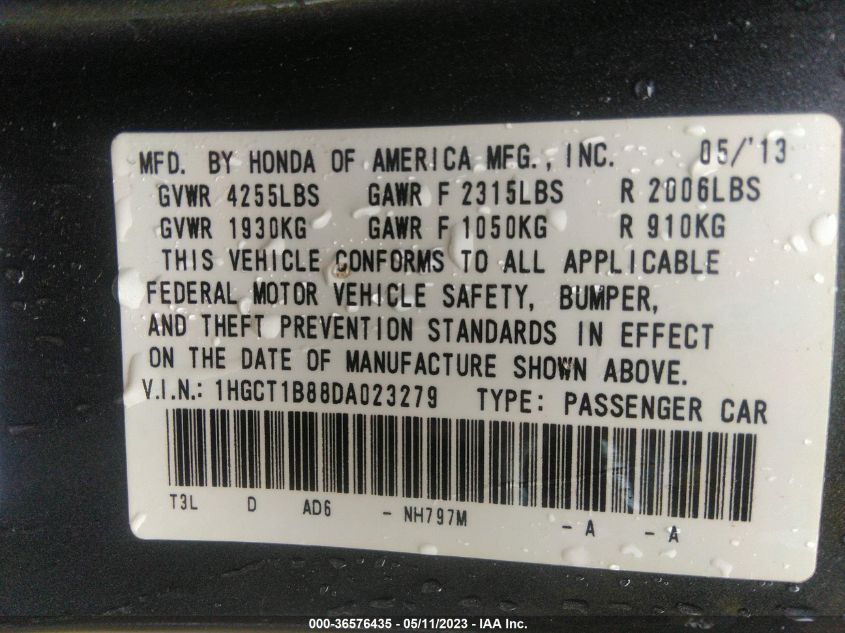 MFD. BY HONDA OF AMERICA MFG., INC. 05/'13
GVWR 4255LBS GAWR F 2315LBS R 2006LBS
GVWR 1930KG GAWR F 1050KG R 910KG
THIS VEHICLE CONFORMS TO ALL APPLICABLE
FEDERAL MOTOR VEHICLE SAFETY, BUMPER,
AND THEFT PREVENTION STANDARDS IN EFFECT
ON THE DATE OF MANUFACTURE SHOWN ABOVE.
V.I.N.: 1HGCT1B88DA023279 TYPE: PASSENGER CAR
T3L D AD6 - NH797M - A - A
000-36576435 - 05/11/2023 - IAA Inc.